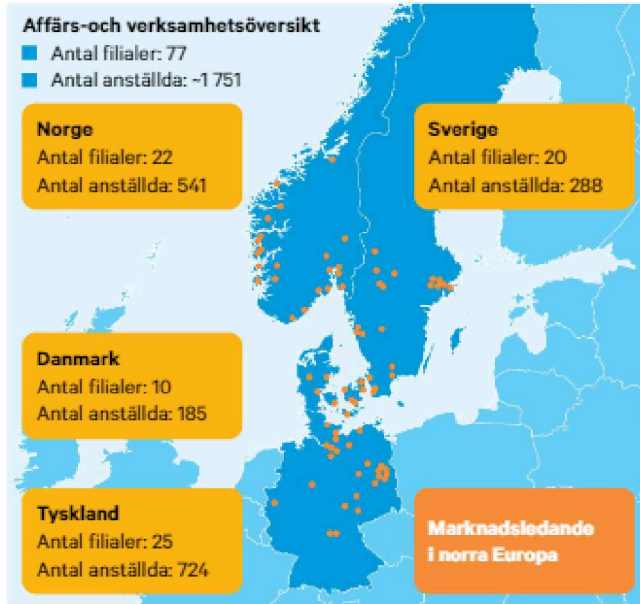 Affärs-och verksamhetsöversikt
Antal filialer: 77
Antal anställda: ~1 751
Norge
Antal filialer: 22
Antal anställda: 541
Sverige
Antal filialer: 20
Antal anställda: 288
Danmark
Antal filialer: 10
Antal anställda: 185
Tyskland
Antal filialer: 25
Antal anställda: 724
Marknadsledande
i norra Europa